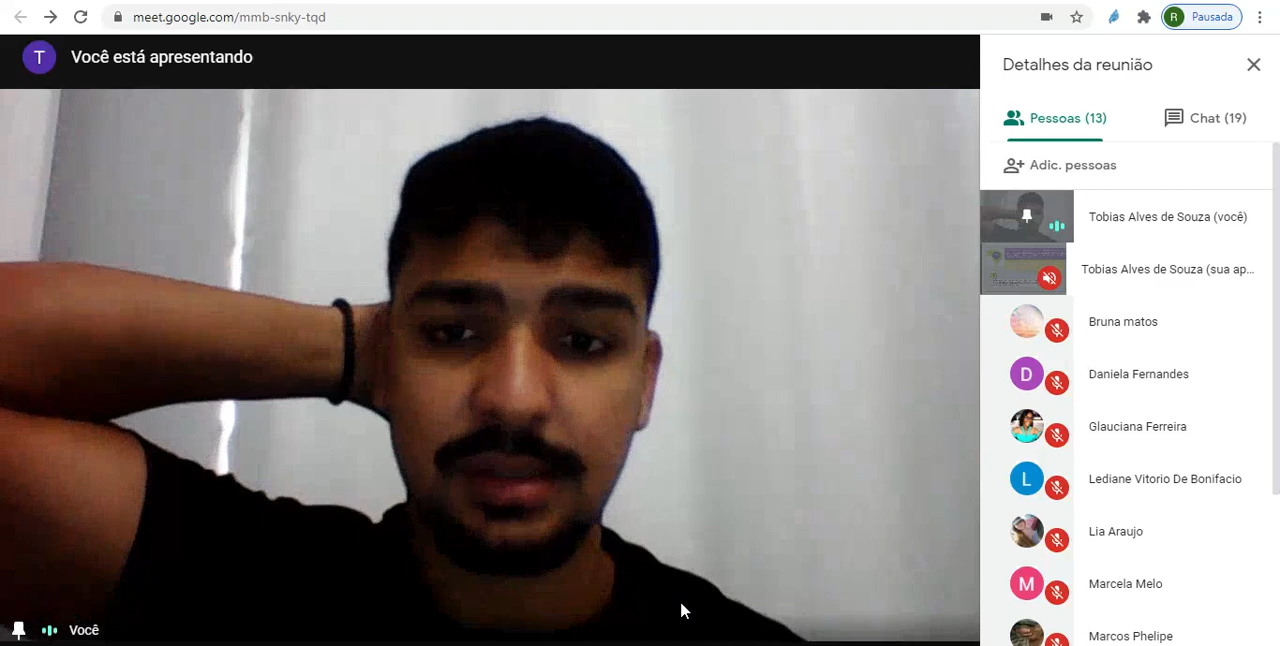 meet.google.com/mmb-snky-tqd
R Pausada
T Você está apresentando
Detalhes da reunião
Pessoas (13) Chat (19)
Adic. pessoas
Tobias Alves de Souza (você)
Tobias Alves de Souza (sua ap...
Bruna matos
D Daniela Fernandes
Glauciana Ferreira
L Lediane Vitorio De Bonifacio
Lia Araujo
M Marcela Melo
Marcos Phelipe
Você